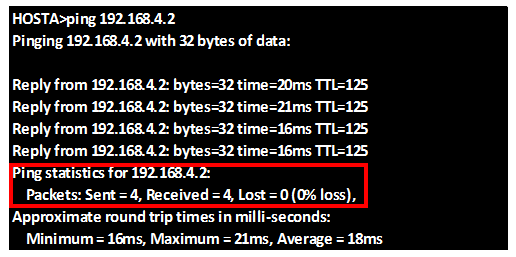 HOSTA>ping 192.168.4.2
Pinging 192.168.4.2 with 32 bytes of data:
Reply from 192.168.4.2: bytes=32 time=20ms TTL=125
Reply from 192.168.4.2: bytes=32 time=21ms TTL=125
Reply from 192.168.4.2: bytes=32 time=16ms TTL=125
Reply from 192.168.4.2: bytes=32 time=16ms TTL=125
Ping statistics for 192.168.4.2:
Packets: Sent = 4, Received = 4, Lost = 0 (0% loss),
Approximate round trip times in milli-seconds:
Minimum = 16ms, Maximum = 21ms, Average = 18ms